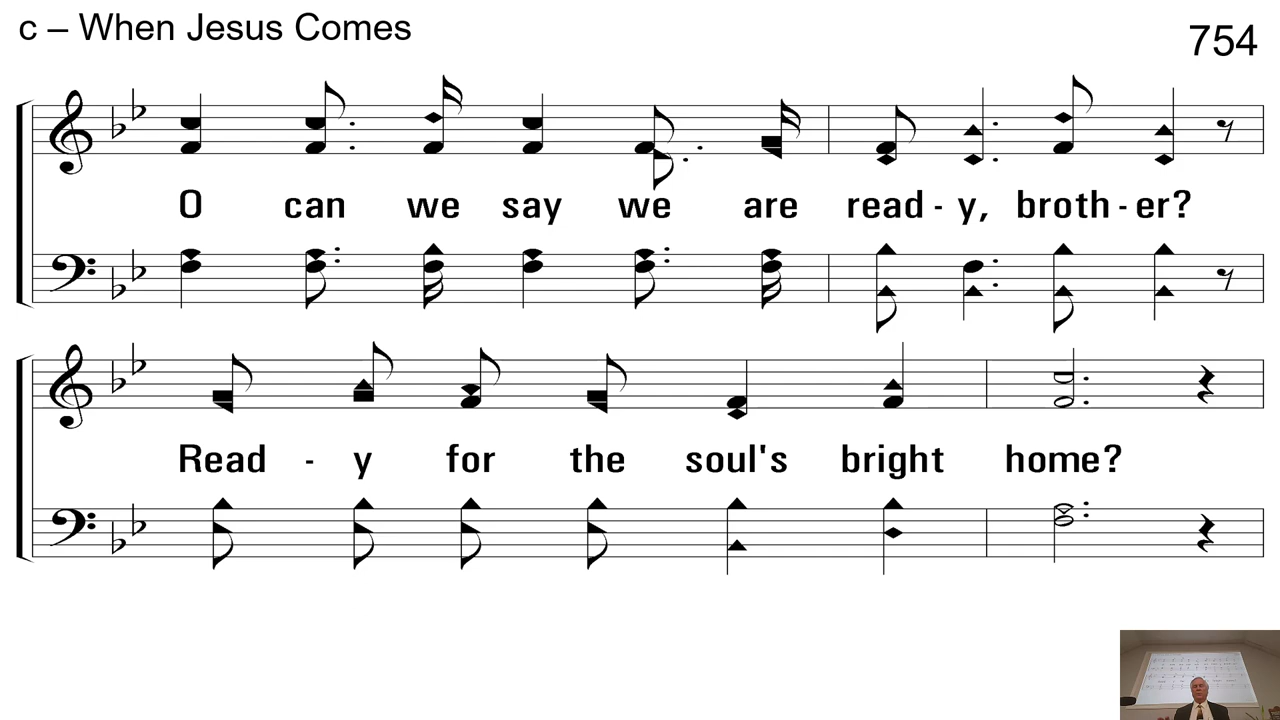 c – When Jesus Comes
754
O can we say we are read - y, broth - er?
Read - y for the soul's bright home?